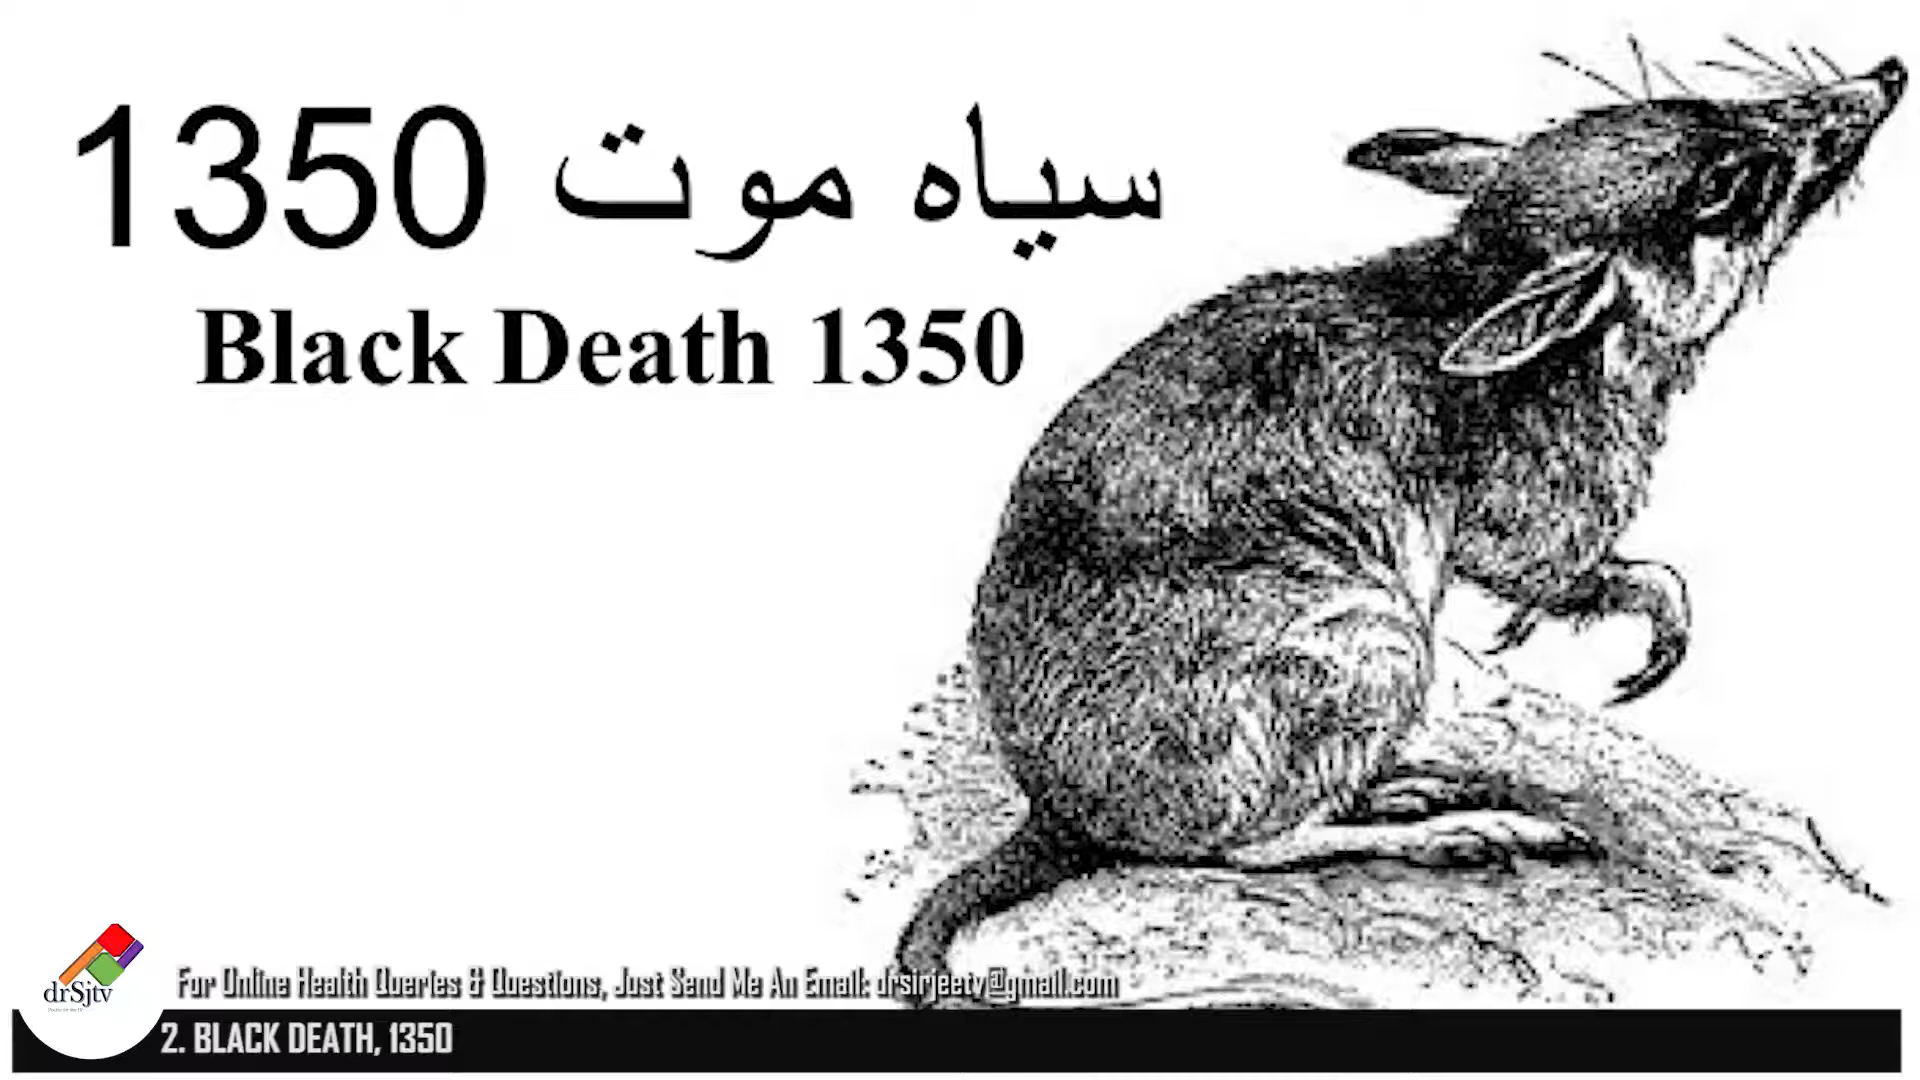 سیاہ موت 1350
Black Death 1350
For Online Health Queries & Questions, Just Send Me An Email: drsirjeetv@gmail.com
drSjtv
2. BLACK DEATH, 1350